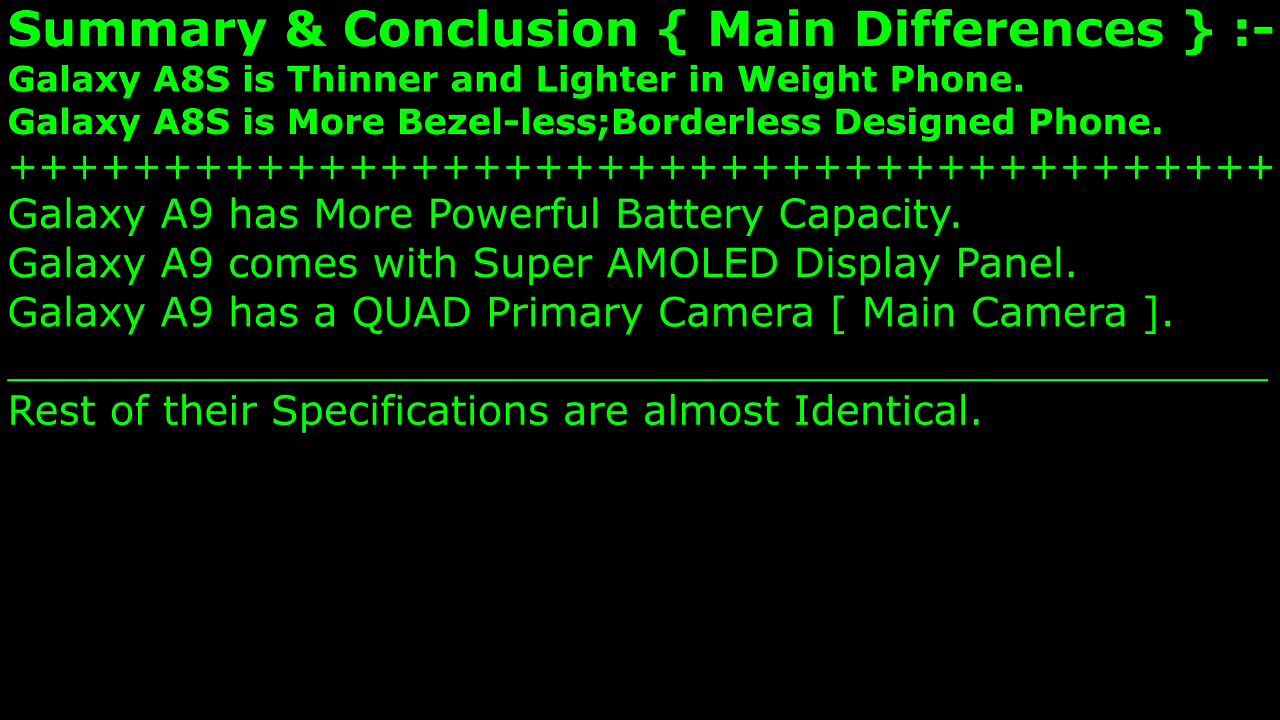 Summary & Conclusion { Main Differences } :-
Galaxy A8S is Thinner and Lighter in Weight Phone.
Galaxy A8S is More Bezel-less;Borderless Designed Phone.
+++++++++++++++++++++++++++++++++++++++++
Galaxy A9 has More Powerful Battery Capacity.
Galaxy A9 comes with Super AMOLED Display Panel.
Galaxy A9 has a QUAD Primary Camera [ Main Camera ].
Rest of their Specifications are almost Identical.